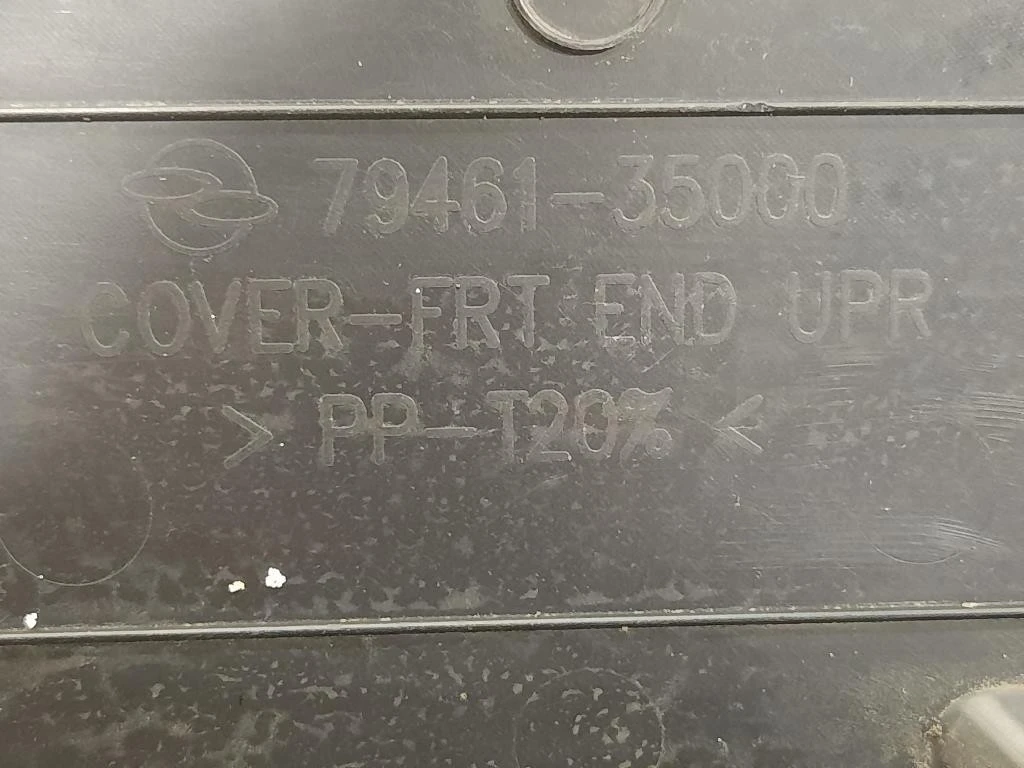 79461-35000
COVER-FRT END UPR
> PP-T20% <